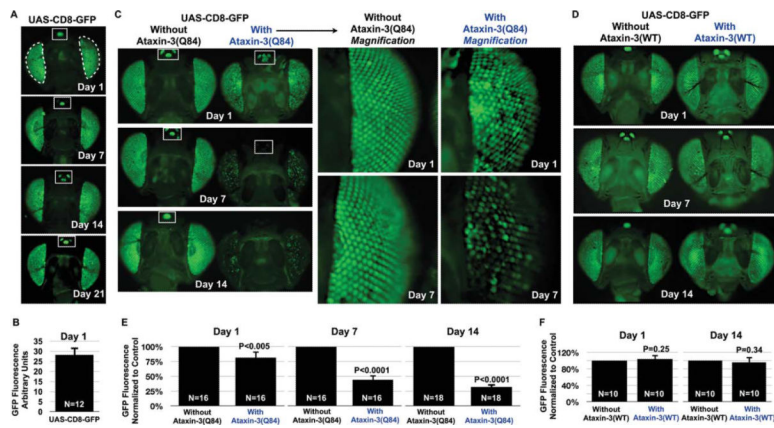 A
UAS-CD8-GFP
Day 1
Day 7
Day 14
Day 21
B
Day 1
GFP Fluorescence
Arbitrary Units
35
30
25
20
15
10
5
0
N=12
UAS-CD8-GFP
C
UAS-CD8-GFP
Without
Ataxin-3(Q84)
With
Ataxin-3(Q84)
Without
Ataxin-3(Q84)
Magnification
With
Ataxin-3(Q84)
Magnification
Day 1
Day 7
Day 14
Day 1
Day 1
Day 7
Day 7
D
UAS-CD8-GFP
Without
Ataxin-3(WT)
With
Ataxin-3(WT)
Day 1
Day 7
Day 14
E
Day 1
Day 7
Day 14
GFP Fluorescence
Normalized to Control
100%
75%
50%
25%
0%
P<0.005
P<0.0001
P<0.0001
N=16
N=16
N=16
N=16
N=18
N=18
Without
Ataxin-3(Q84)
With
Ataxin-3(Q84)
Without
Ataxin-3(Q84)
With
Ataxin-3(Q84)
Without
Ataxin-3(Q84)
With
Ataxin-3(Q84)
F
Day 1
Day 14
GFP Fluorescence
Normalized to Control
100%
80%
60%
40%
20%
0%
P=0.25
P=0.34
N=10
N=10
N=10
N=10
Without
Ataxin-3(WT)
With
Ataxin-3(WT)
Without
Ataxin-3(WT)
With
Ataxin-3(WT)